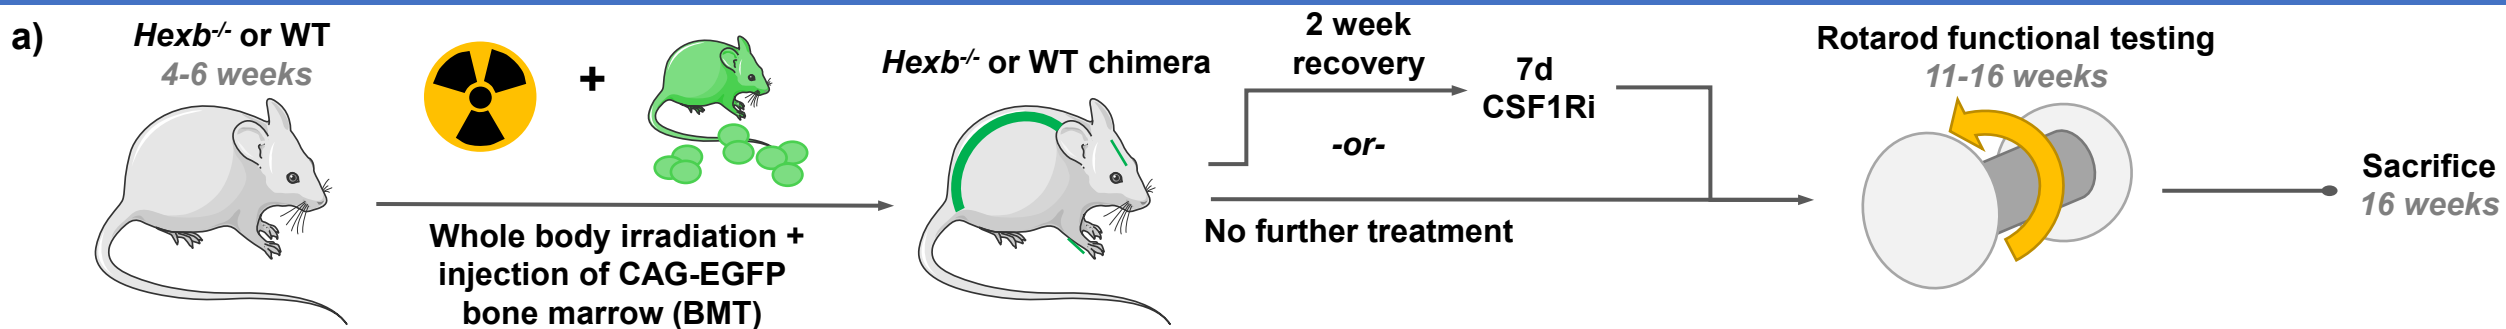 a)
Hexb-/- or WT
4-6 weeks
+
Whole body irradiation +
injection of CAG-EGFP
bone marrow (BMT)
Hexb-/- or WT chimera
2 week
recovery
7d
CSF1Ri
-or-
No further treatment
Rotarod functional testing
11-16 weeks
Sacrifice
16 weeks